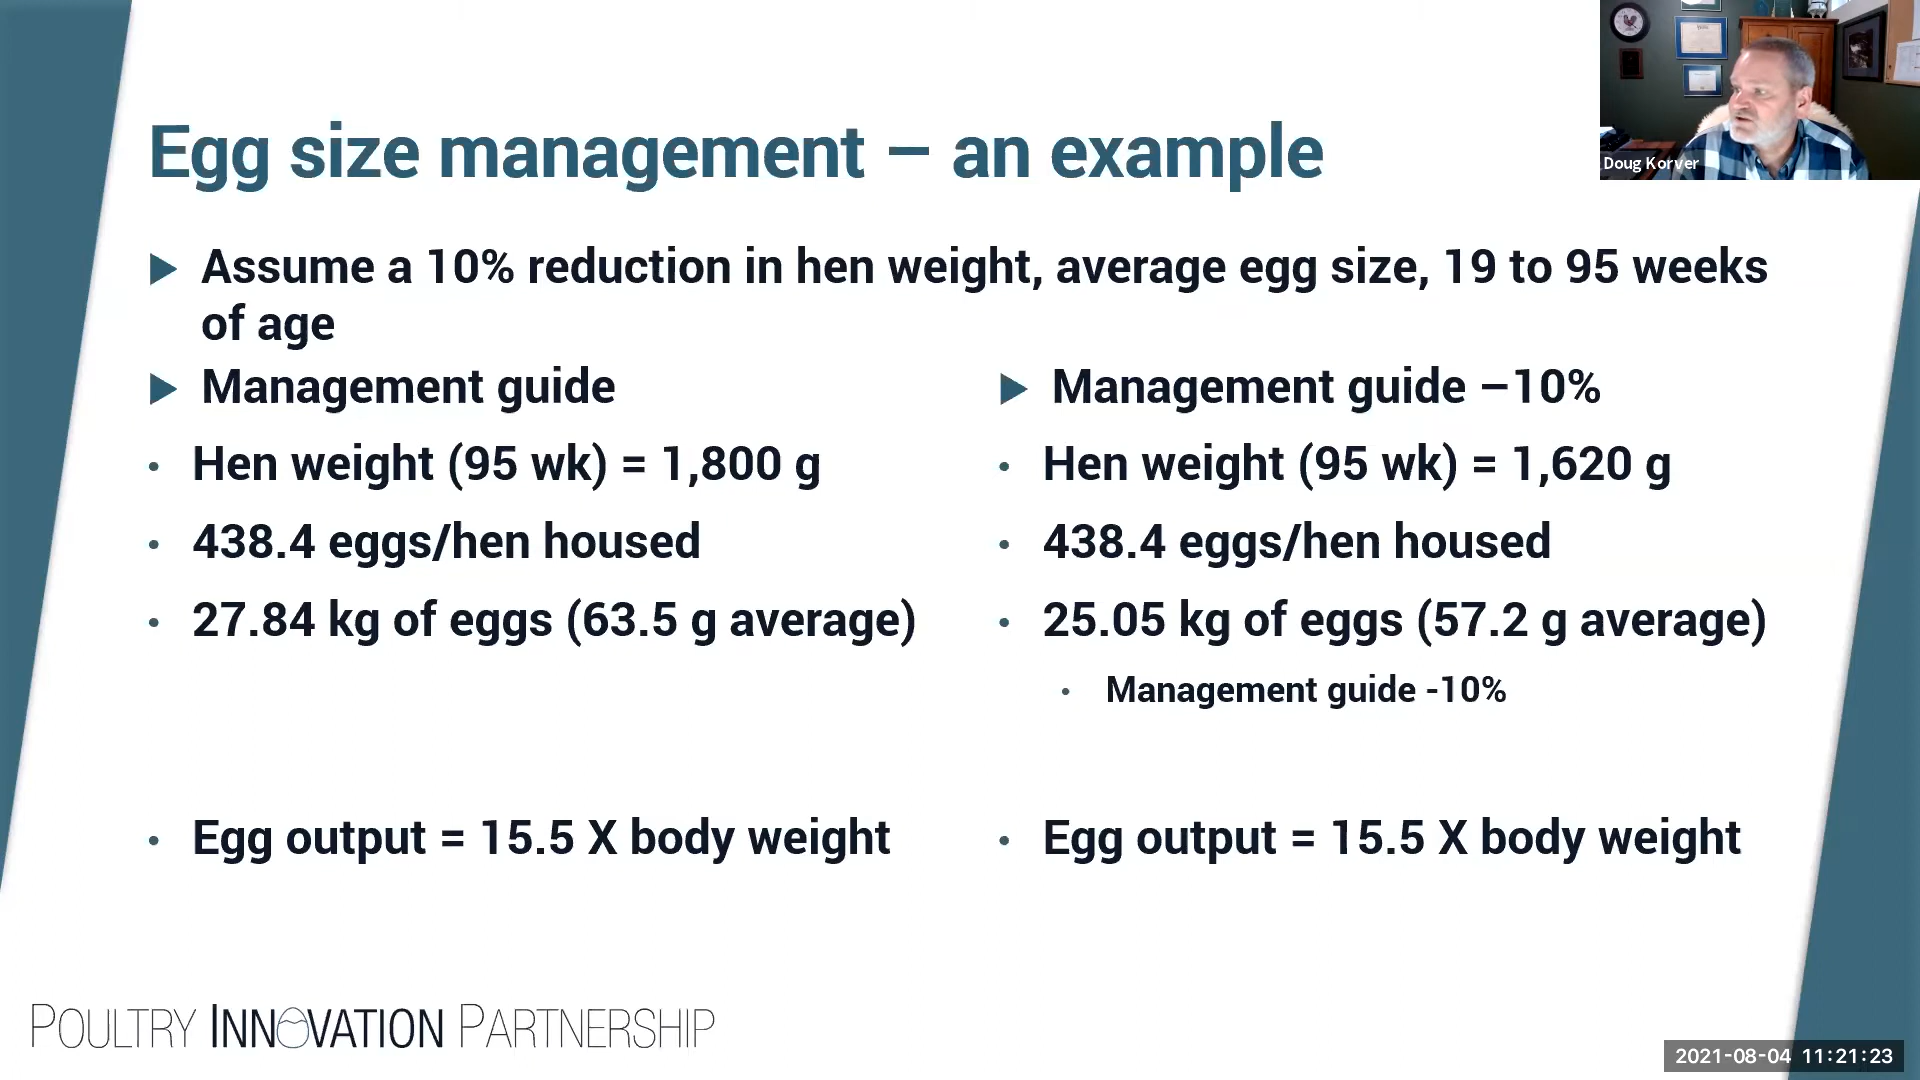 Egg size management – an example
Doug Korver
Assume a 10% reduction in hen weight, average egg size, 19 to 95 weeks
of age
Management guide
Hen weight (95 wk) = 1,800 g
438.4 eggs/hen housed
27.84 kg of eggs (63.5 g average)
Egg output = 15.5 X body weight
Management guide –10%
Hen weight (95 wk) = 1,620 g
438.4 eggs/hen housed
25.05 kg of eggs (57.2 g average)
Management guide -10%
Egg output = 15.5 X body weight
POULTRY INNOVATION PARTNERSHIP
2021-08-04 11:21:23